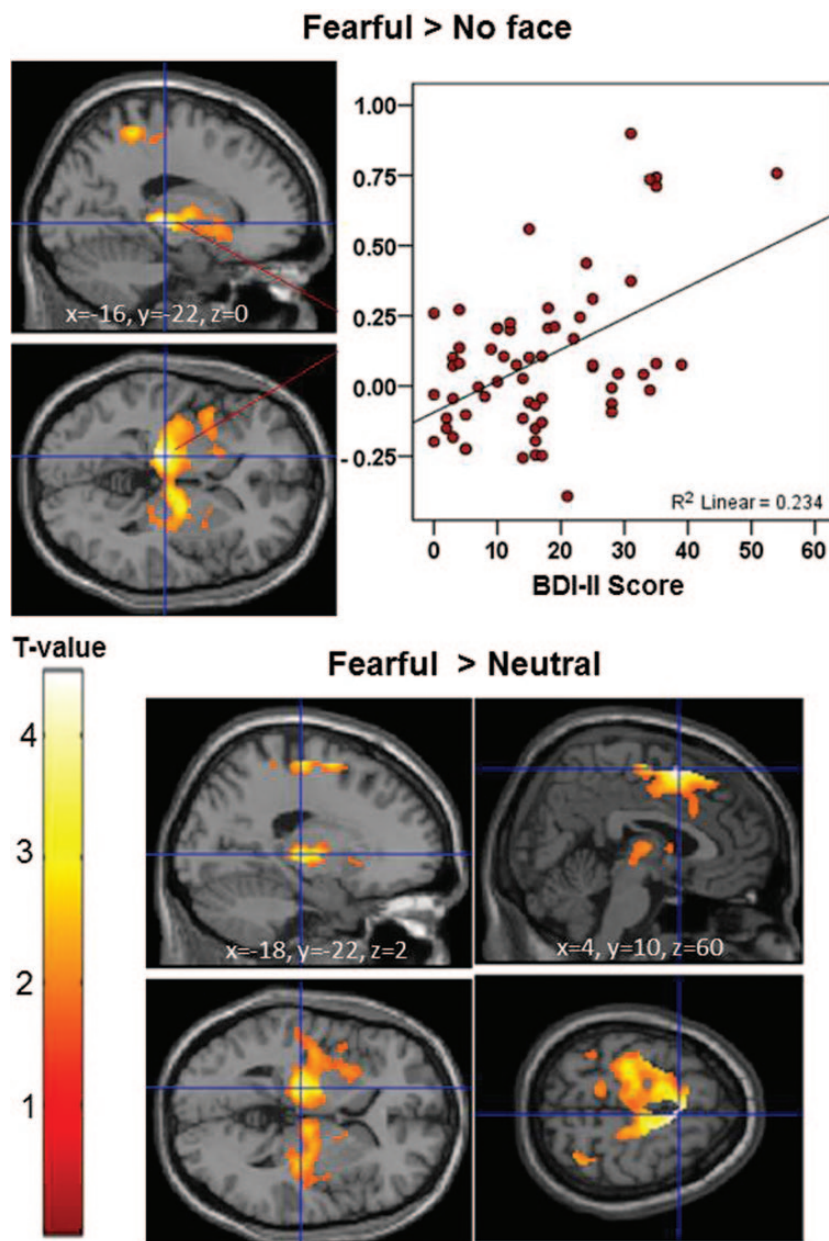 Fearful > No face
1.00
0.75
0.50
0.25
0.00
- 0.25
x=-16, y=-22, z=0
R² Linear = 0.234
0 10 20 30 40 50 60
BDI-II Score
T-value
Fearful > Neutral
4
3
2
1
x=-18, y=-22, z=2
x=4, y=10, z=60